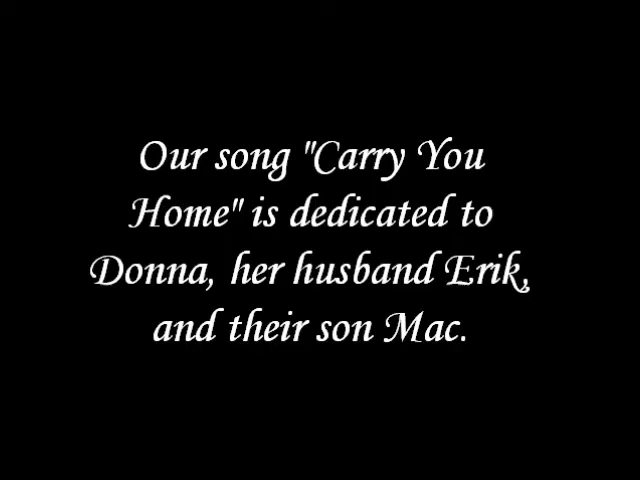 Our song "Carry You
Home" is dedicated to
Donna, her husband Erik,
and their son Mac.